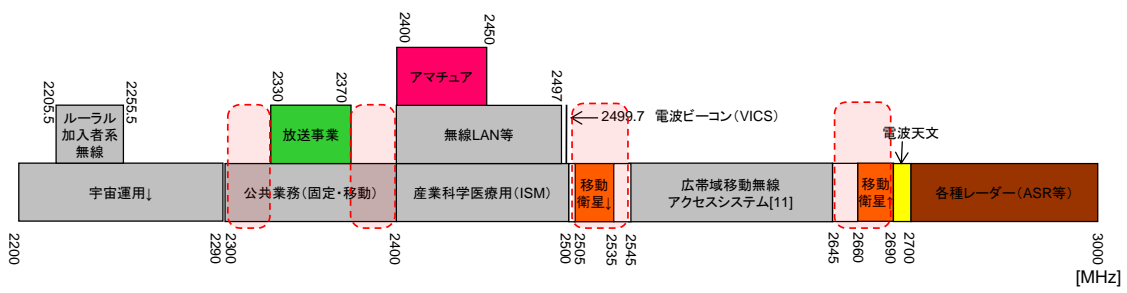 2400
2450
アマチュア
2205.5
2255.5
2330
2370
2497
ルーラル
加入者系
無線
放送事業
無線LAN等
2499.7 電波ビーコン(VICS)
電波天文
宇宙運用↓
公共業務(固定・移動)
産業科学医療用(ISM)
移動
衛星↓
広帯域移動無線
アクセスシステム[11]
移動
衛星↑
各種レーダー(ASR等)
2200
2290
2300
2400
2500
2505
2535
2545
2645
2660
2690
2700
3000
[MHz]